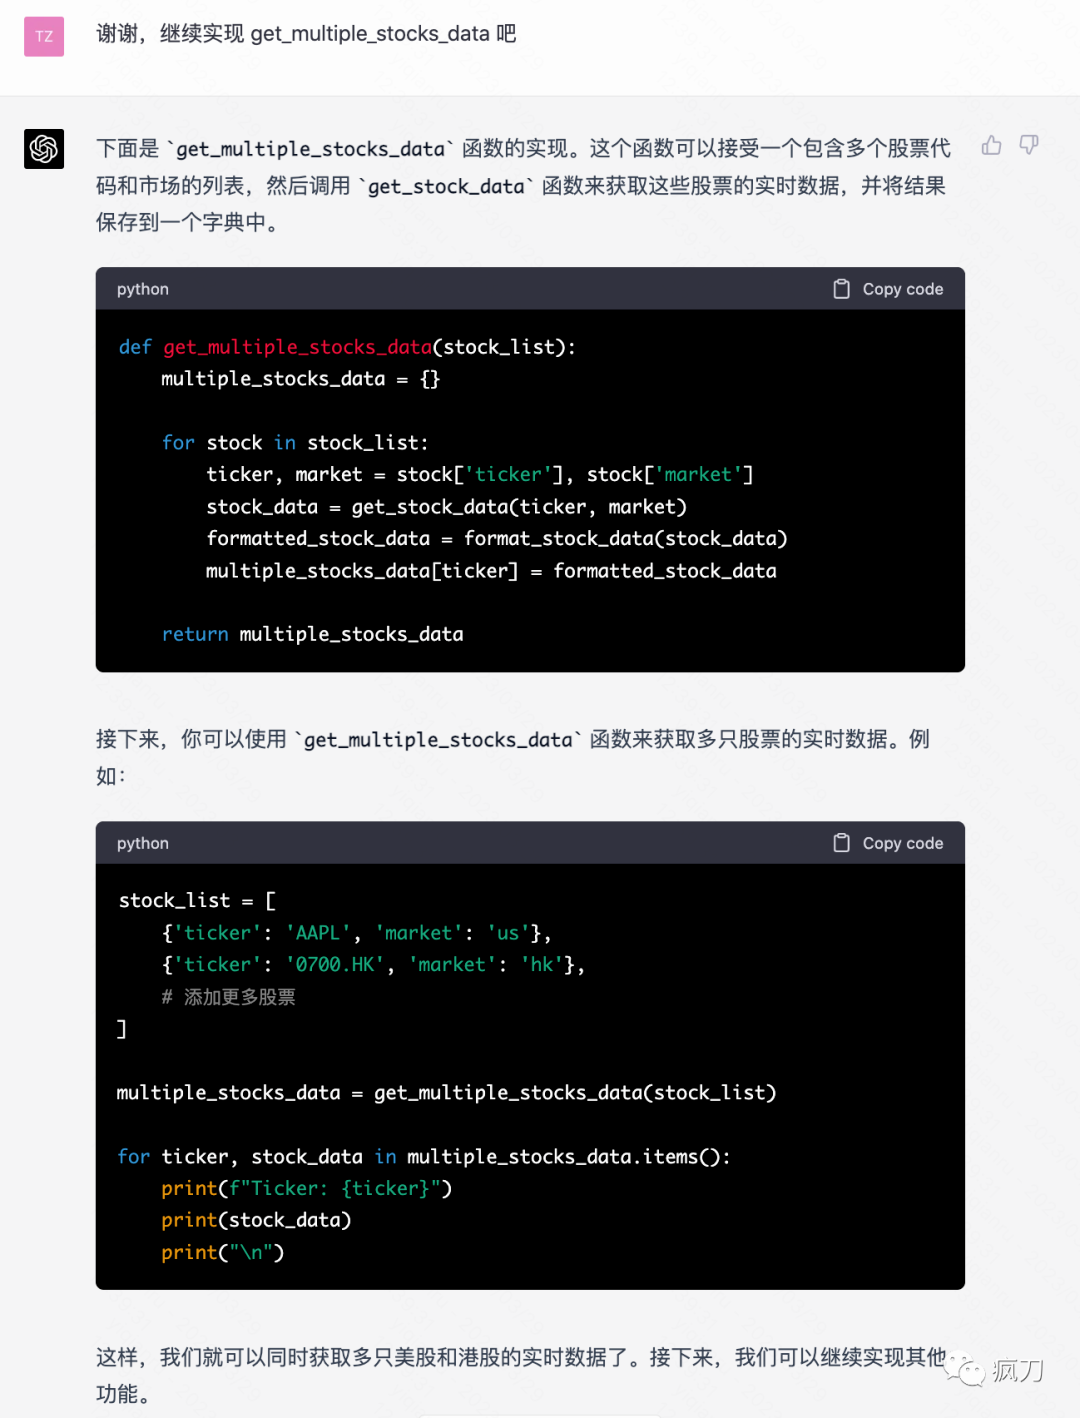 TZ
谢谢，继续实现 get_multiple_stocks_data 吧
下面是 `get_multiple_stocks_data` 函数的实现。这个函数可以接受一个包含多个股票代
码和市场的列表，然后调用 `get_stock_data` 函数来获取这些股票的实时数据，并将结果
保存到一个字典中。
python
Copy code
def get_multiple_stocks_data(stock_list):
    multiple_stocks_data = {}
    for stock in stock_list:
        ticker, market = stock['ticker'], stock['market']
        stock_data = get_stock_data(ticker, market)
        formatted_stock_data = format_stock_data(stock_data)
        multiple_stocks_data[ticker] = formatted_stock_data
    return multiple_stocks_data
接下来，你可以使用 `get_multiple_stocks_data` 函数来获取多只股票的实时数据。例
如：
python
Copy code
stock_list = [
    {'ticker': 'AAPL', 'market': 'us'},
    {'ticker': '0700.HK', 'market': 'hk'},
    # 添加更多股票
]
multiple_stocks_data = get_multiple_stocks_data(stock_list)
for ticker, stock_data in multiple_stocks_data.items():
    print(f"Ticker: {ticker}")
    print(stock_data)
    print("\n")
这样，我们就可以同时获取多只美股和港股的实时数据了。接下来，我们可以继续实现其他
功能。
疯刀